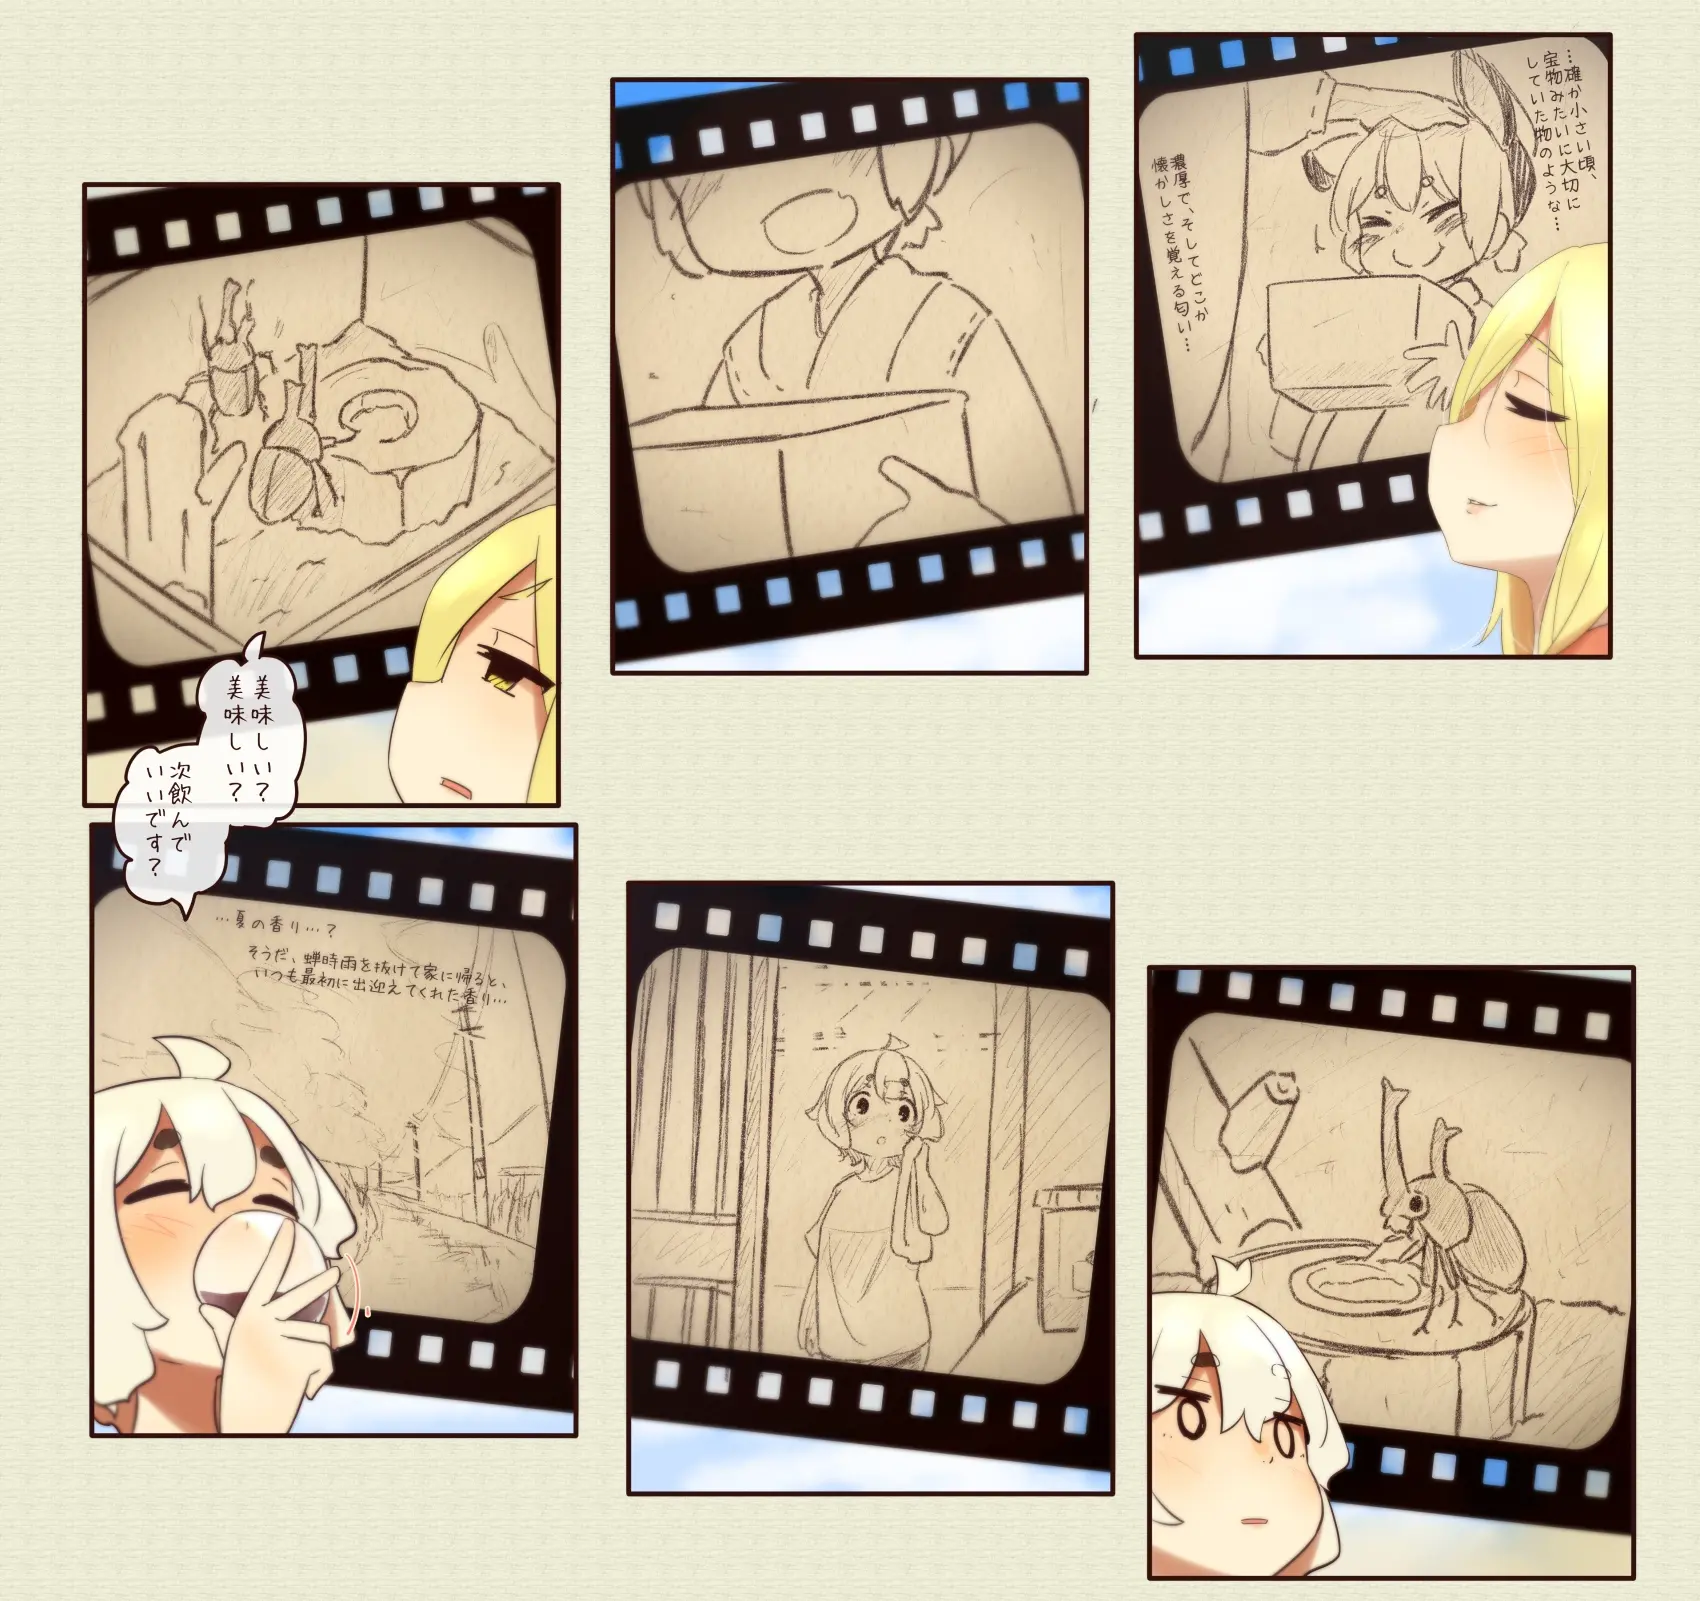 …確か小さい頃、
宝物みたいに大切に
していた物のような…
濃厚で、そしてどこか
懐かしさを覚える匂い…
美味しい？
美味しい？
次飲んで
いいです？
…夏の香り…？
そうだ、蝉時雨を抜けて家に帰ると、
いつも最初に出迎えてくれた香り…